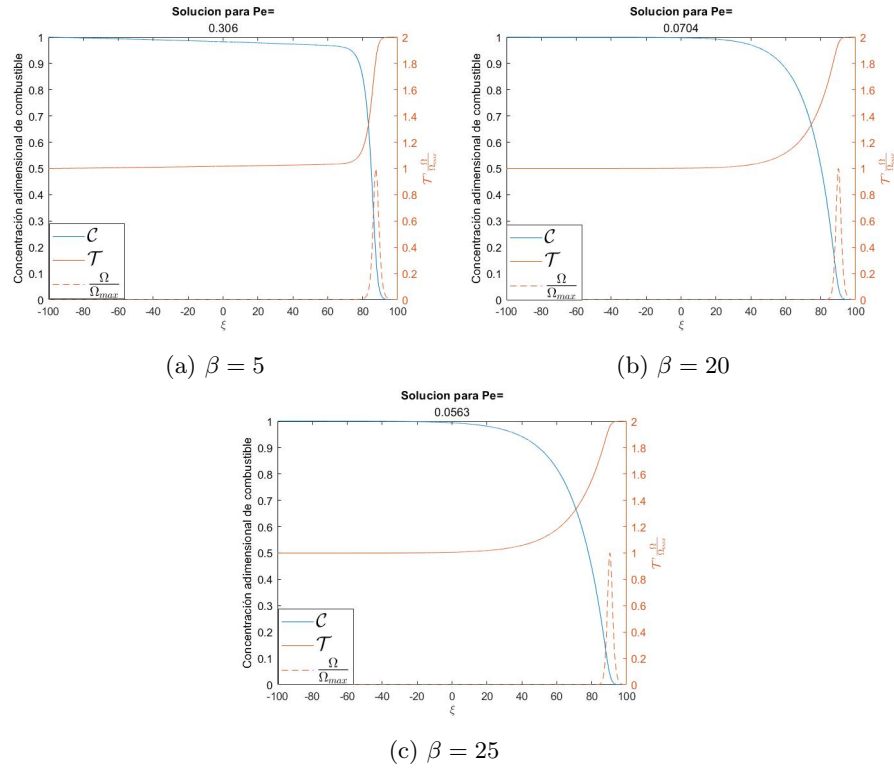 Solucion para Pe=
0.306
Concentración adimensional de combustible
1
0.9
0.8
0.7
0.6
0.5
0.4
0.3
0.2
0.1
0
2
1.8
1.6
1.4
1.2
1
0.8
0.6
0.4
0.2
0
𝒯 Ω/Ω_max
𝒞
𝒯
Ω/Ω_max
-100 -80 -60 -40 -20 0 20 40 60 80 100
ξ
(a) β = 5
Solucion para Pe=
0.0704
Concentración adimensional de combustible
1
0.9
0.8
0.7
0.6
0.5
0.4
0.3
0.2
0.1
0
2
1.8
1.6
1.4
1.2
1
0.8
0.6
0.4
0.2
0
𝒯 Ω/Ω_max
𝒞
𝒯
Ω/Ω_max
-100 -80 -60 -40 -20 0 20 40 60 80 100
ξ
(b) β = 20
Solucion para Pe=
0.0563
Concentración adimensional de combustible
1
0.9
0.8
0.7
0.6
0.5
0.4
0.3
0.2
0.1
0
2
1.8
1.6
1.4
1.2
1
0.8
0.6
0.4
0.2
0
𝒯 Ω/Ω_max
𝒞
𝒯
Ω/Ω_max
-100 -80 -60 -40 -20 0 20 40 60 80 100
ξ
(c) β = 25